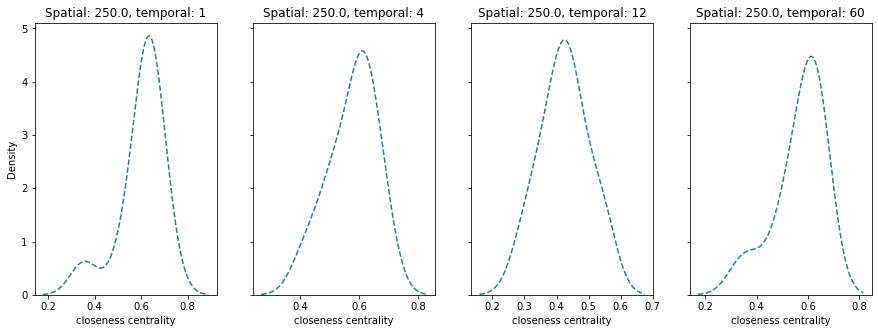 Spatial: 250.0, temporal: 1
Spatial: 250.0, temporal: 4
Spatial: 250.0, temporal: 12
Spatial: 250.0, temporal: 60
Density
5
4
3
2
1
0
0.2 0.4 0.6 0.8
0.4 0.6 0.8
0.2 0.3 0.4 0.5 0.6 0.7
0.2 0.4 0.6 0.8
closeness centrality
closeness centrality
closeness centrality
closeness centrality